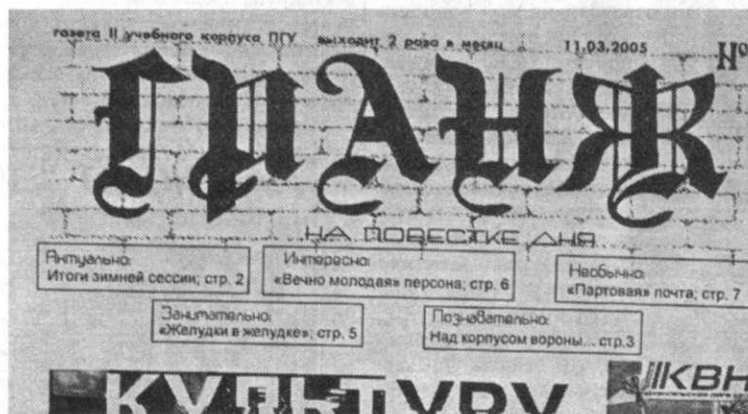 газета II учебного корпуса ПГУ выходит 2 раза в месяц 11.03.2005
ГРАНЖ
НА ПОВЕСТКЕ ДНЯ
Актуально:
Итоги зимней сессии; стр. 2
Интересно:
«Вечно молодая» персона; стр. 6
Необычно:
«Партовая» почта; стр. 7
Занимательно:
«Желудки в желудке»; стр. 5
Познавательно:
Над корпусом вороны... стр.3
КУЛЬТУРУ
КВН